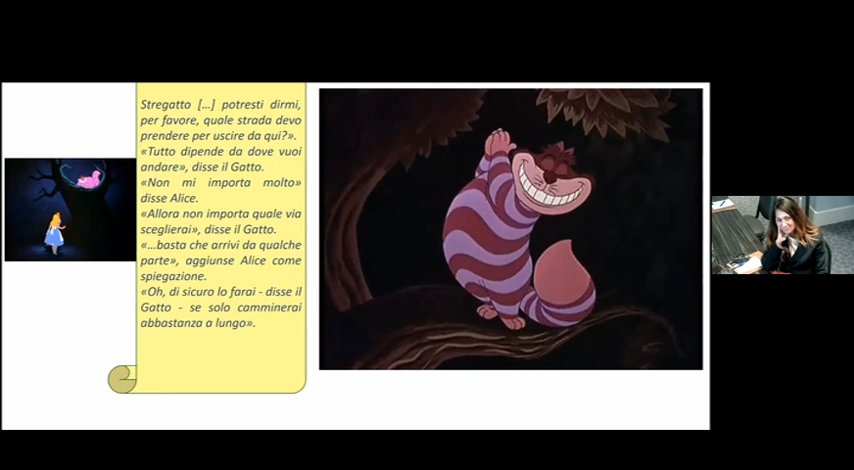 Stregatto [...] potresti dirmi,
per favore, quale strada devo
prendere per uscire da qui?».
«Tutto dipende da dove vuoi
andare», disse il Gatto.
«Non mi importa molto»
disse Alice.
«Allora non importa quale via
sceglierai», disse il Gatto.
«...basta che arrivi da qualche
parte», aggiunse Alice come
spiegazione.
«Oh, di sicuro lo farai - disse il
Gatto - se solo camminerai
abbastanza a lungo».